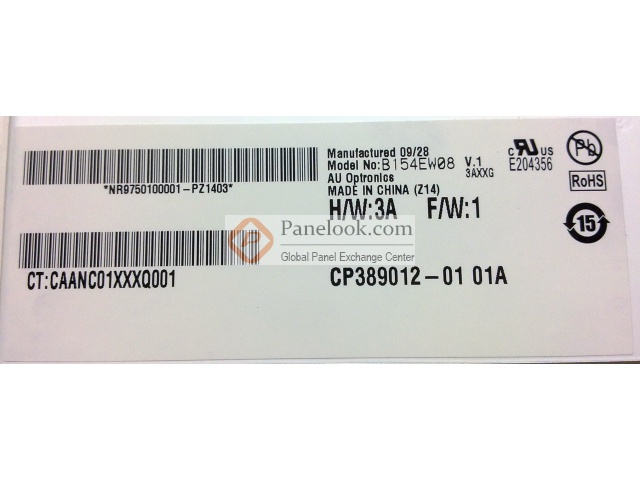 *NR9750100001-PZ1403*
CT:CAANC01XXXQ001
Manufactured 09/28
Model No:B154EW08 V.1
AU Optronics 3AXXG
MADE IN CHINA (Z14)
H/W:3A F/W:1
CP389012-01 01A
c RU us
E204356
Pb
RoHS
15
Panelook.com
Global Panel Exchange Center